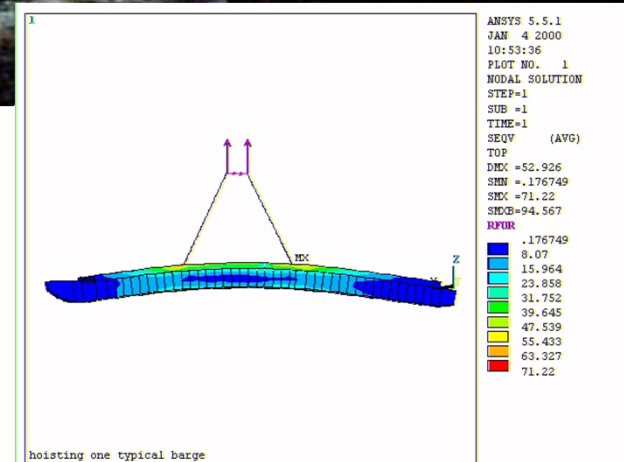 1
ANSYS 5.5.1
JAN 4 2000
10:53:36
PLOT NO. 1
NODAL SOLUTION
STEP=1
SUB =1
TIME=1
SEQV (AVG)
TOP
DMX =52.926
SMN =.176749
SMX =71.22
SMXB=94.567
RFOR
.176749
8.07
15.964
23.858
31.752
39.645
47.539
55.433
63.327
71.22
MX
Z
hoisting one typical barge